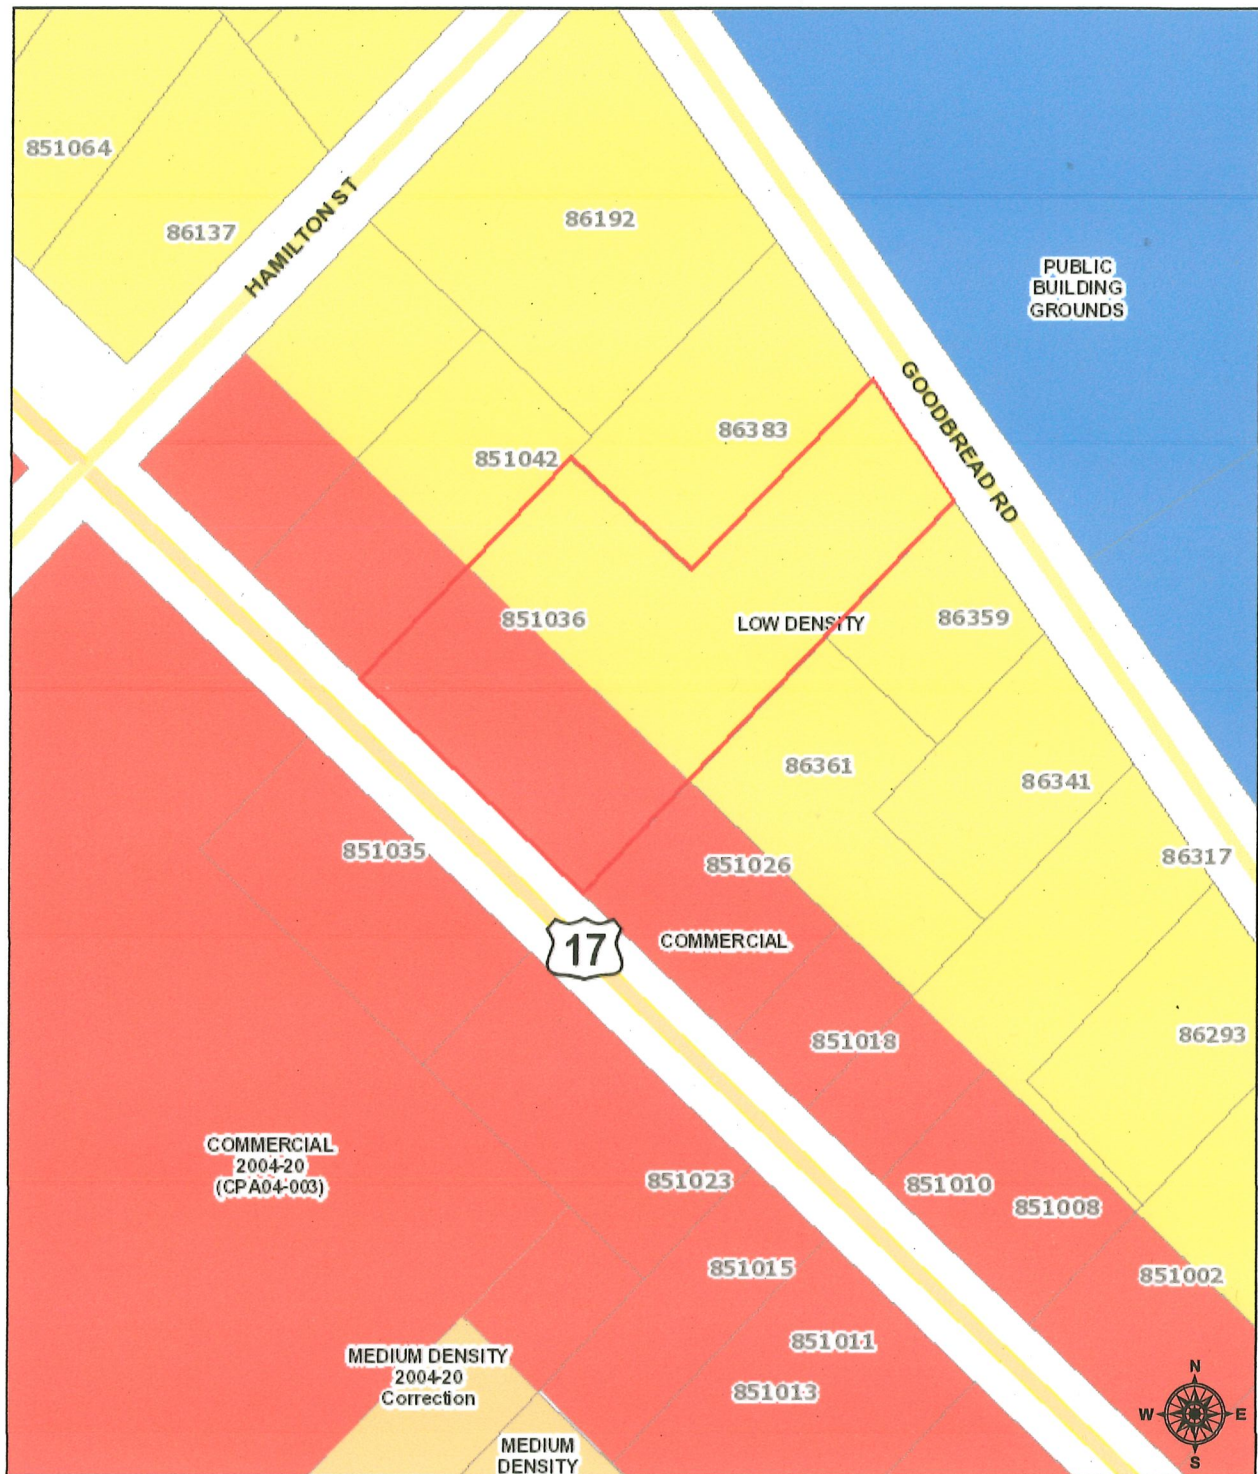 851064
86137
HAMILTON ST
86192
PUBLIC
BUILDING
GROUNDS
GOODBREAD RD
86383
851042
851036
LOW DENSITY
86359
86361
86341
851035
851026
86317
17
COMMERCIAL
851018
86293
COMMERCIAL
2004-20
(CPA04-003)
851023
851010
851008
851015
851002
851011
851013
MEDIUM DENSITY
2004-20
Correction
MEDIUM
DENSITY
N
W
E
S